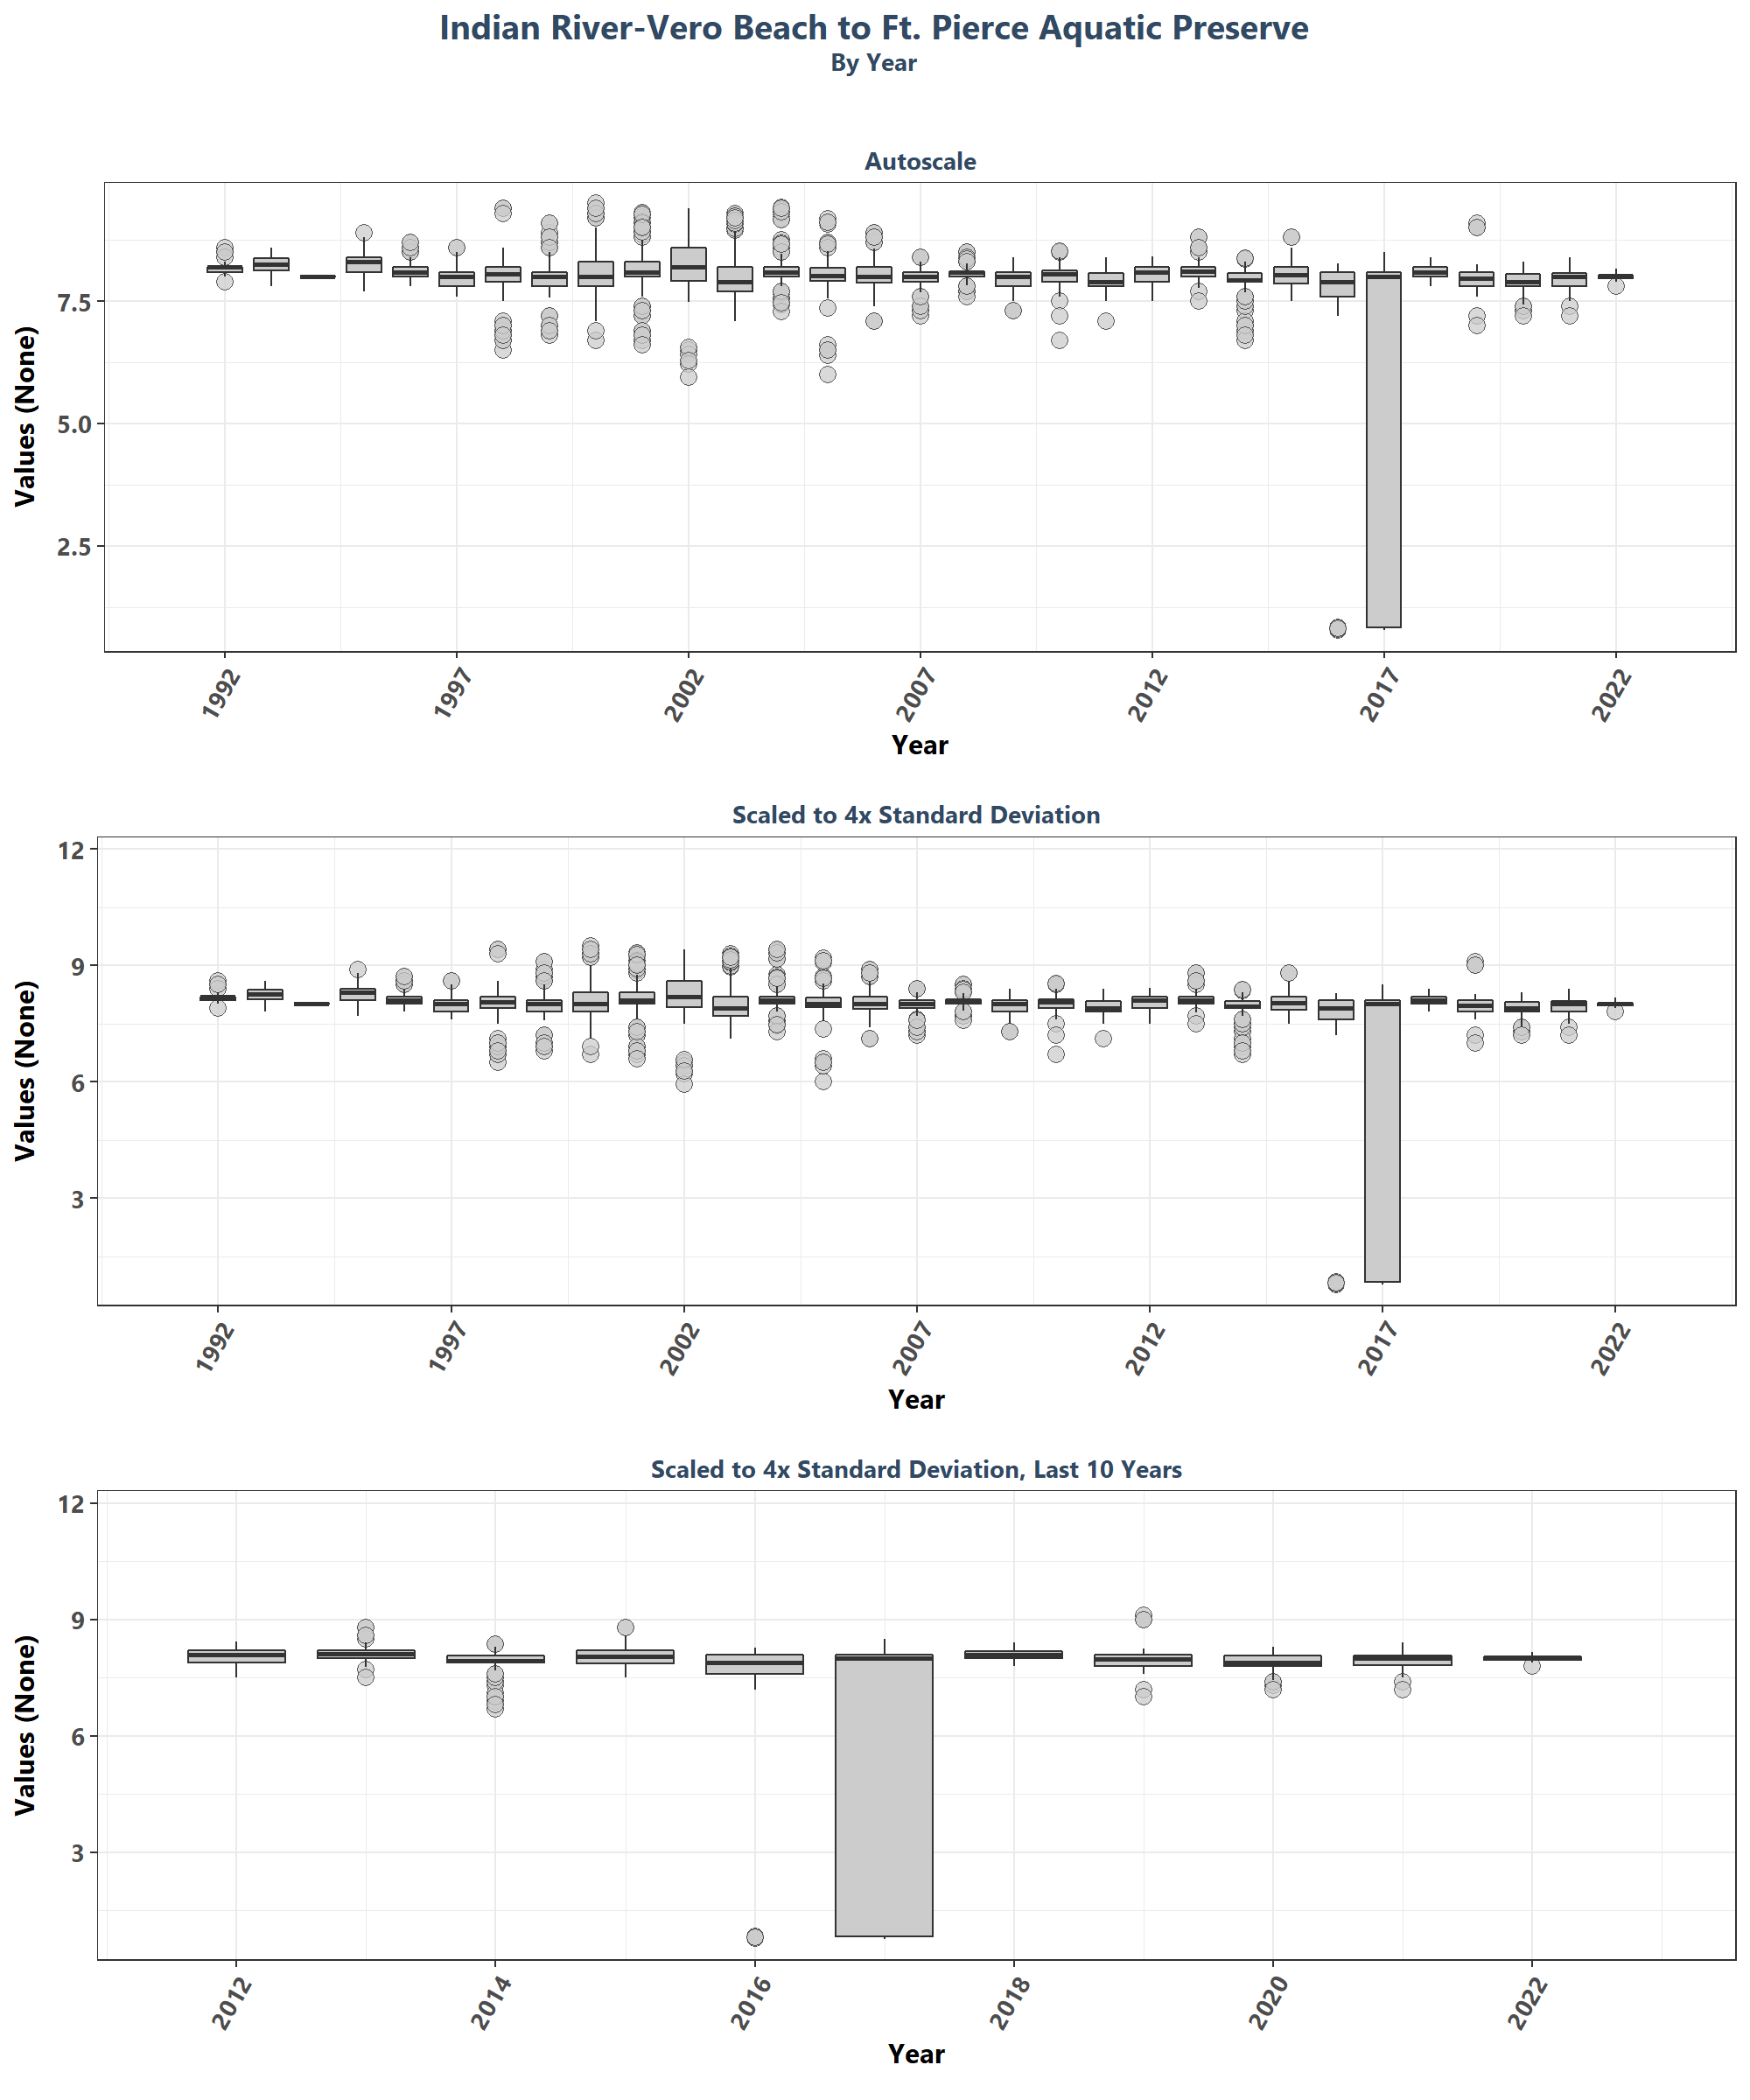 Indian River-Vero Beach to Ft. Pierce Aquatic Preserve
By Year
Autoscale
Values (None)
7.5
5.0
2.5
1992 1997 2002 2007 2012 2017 2022
Year
Scaled to 4x Standard Deviation
Values (None)
12
9
6
3
1992 1997 2002 2007 2012 2017 2022
Year
Scaled to 4x Standard Deviation, Last 10 Years
Values (None)
12
9
6
3
2012 2014 2016 2018 2020 2022
Year